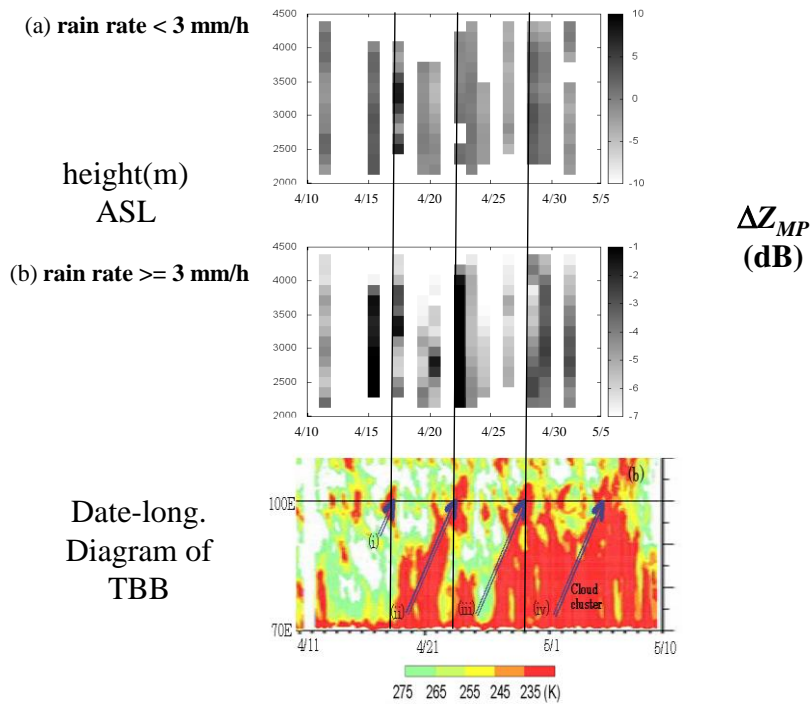 (a) rain rate < 3 mm/h
4500
4000
3500
3000
2500
2000
4/10 4/15 4/20 4/25 4/30 5/5
10
5
0
-5
-10
height(m)
ASL
ΔZMP
(dB)
(b) rain rate >= 3 mm/h
4500
4000
3500
3000
2500
2000
4/10 4/15 4/20 4/25 4/30 5/5
-1
-2
-3
-4
-5
-6
-7
Date-long.
Diagram of
TBB
(b)
100E
70E
(i)
(ii) (iii) (iv)
Cloud
cluster
4/11 4/21 5/1 5/10
275 265 255 245 235 (K)